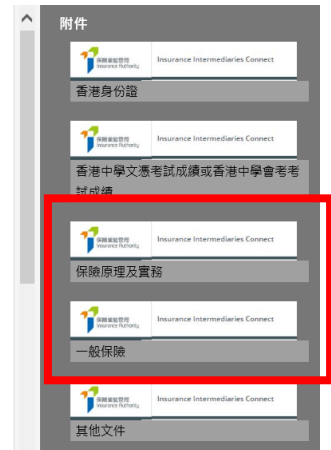 附件
保險業監管局
Insurance Authority
Insurance Intermediaries Connect
香港身份證
保險業監管局
Insurance Authority
Insurance Intermediaries Connect
香港中學文憑考試成績或香港中學會考考
試成績
保險業監管局
Insurance Authority
Insurance Intermediaries Connect
保險原理及實務
保險業監管局
Insurance Authority
Insurance Intermediaries Connect
一般保險
保險業監管局
Insurance Authority
Insurance Intermediaries Connect
其他文件